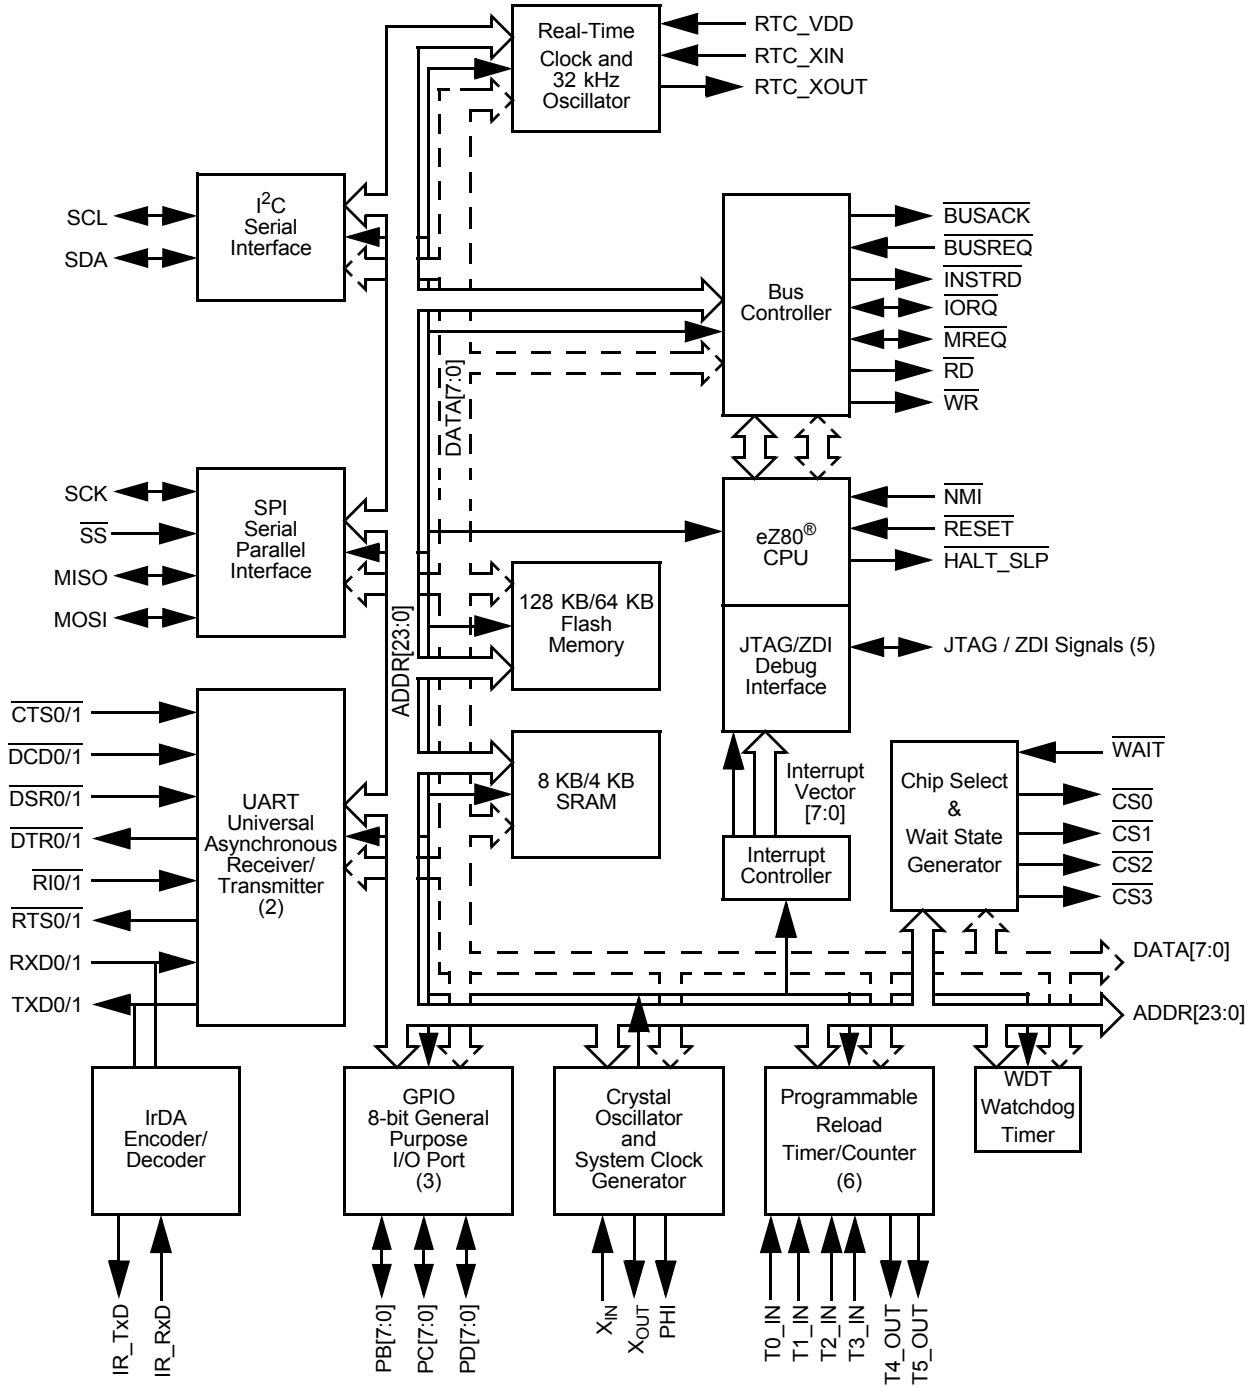 Real-Time
Clock and
32 kHz
Oscillator
RTC_VDD
RTC_XIN
RTC_XOUT
SCL
SDA
I²C
Serial
Interface
Bus
Controller
BUSACK
BUSREQ
INSTRD
IORQ
MREQ
RD
WR
DATA[7:0]
SCK
SS
MISO
MOSI
SPI
Serial
Parallel
Interface
eZ80®
CPU
NMI
RESET
HALT_SLP
128 KB/64 KB
Flash
Memory
JTAG/ZDI
Debug
Interface
JTAG / ZDI Signals (5)
ADDR[23:0]
CTS0/1
DCD0/1
DSR0/1
DTR0/1
RI0/1
RTS0/1
RXD0/1
TXD0/1
UART
Universal
Asynchronous
Receiver/
Transmitter
(2)
8 KB/4 KB
SRAM
Interrupt
Vector
[7:0]
Interrupt
Controller
Chip Select
&
Wait State
Generator
WAIT
CS0
CS1
CS2
CS3
DATA[7:0]
ADDR[23:0]
IrDA
Encoder/
Decoder
GPIO
8-bit General
Purpose
I/O Port
(3)
Crystal
Oscillator
and
System Clock
Generator
Programmable
Reload
Timer/Counter
(6)
WDT
Watchdog
Timer
IR_TxD
IR_RxD
PB[7:0]
PC[7:0]
PD[7:0]
XIN
XOUT
PHI
T0_IN
T1_IN
T2_IN
T3_IN
T4_OUT
T5_OUT